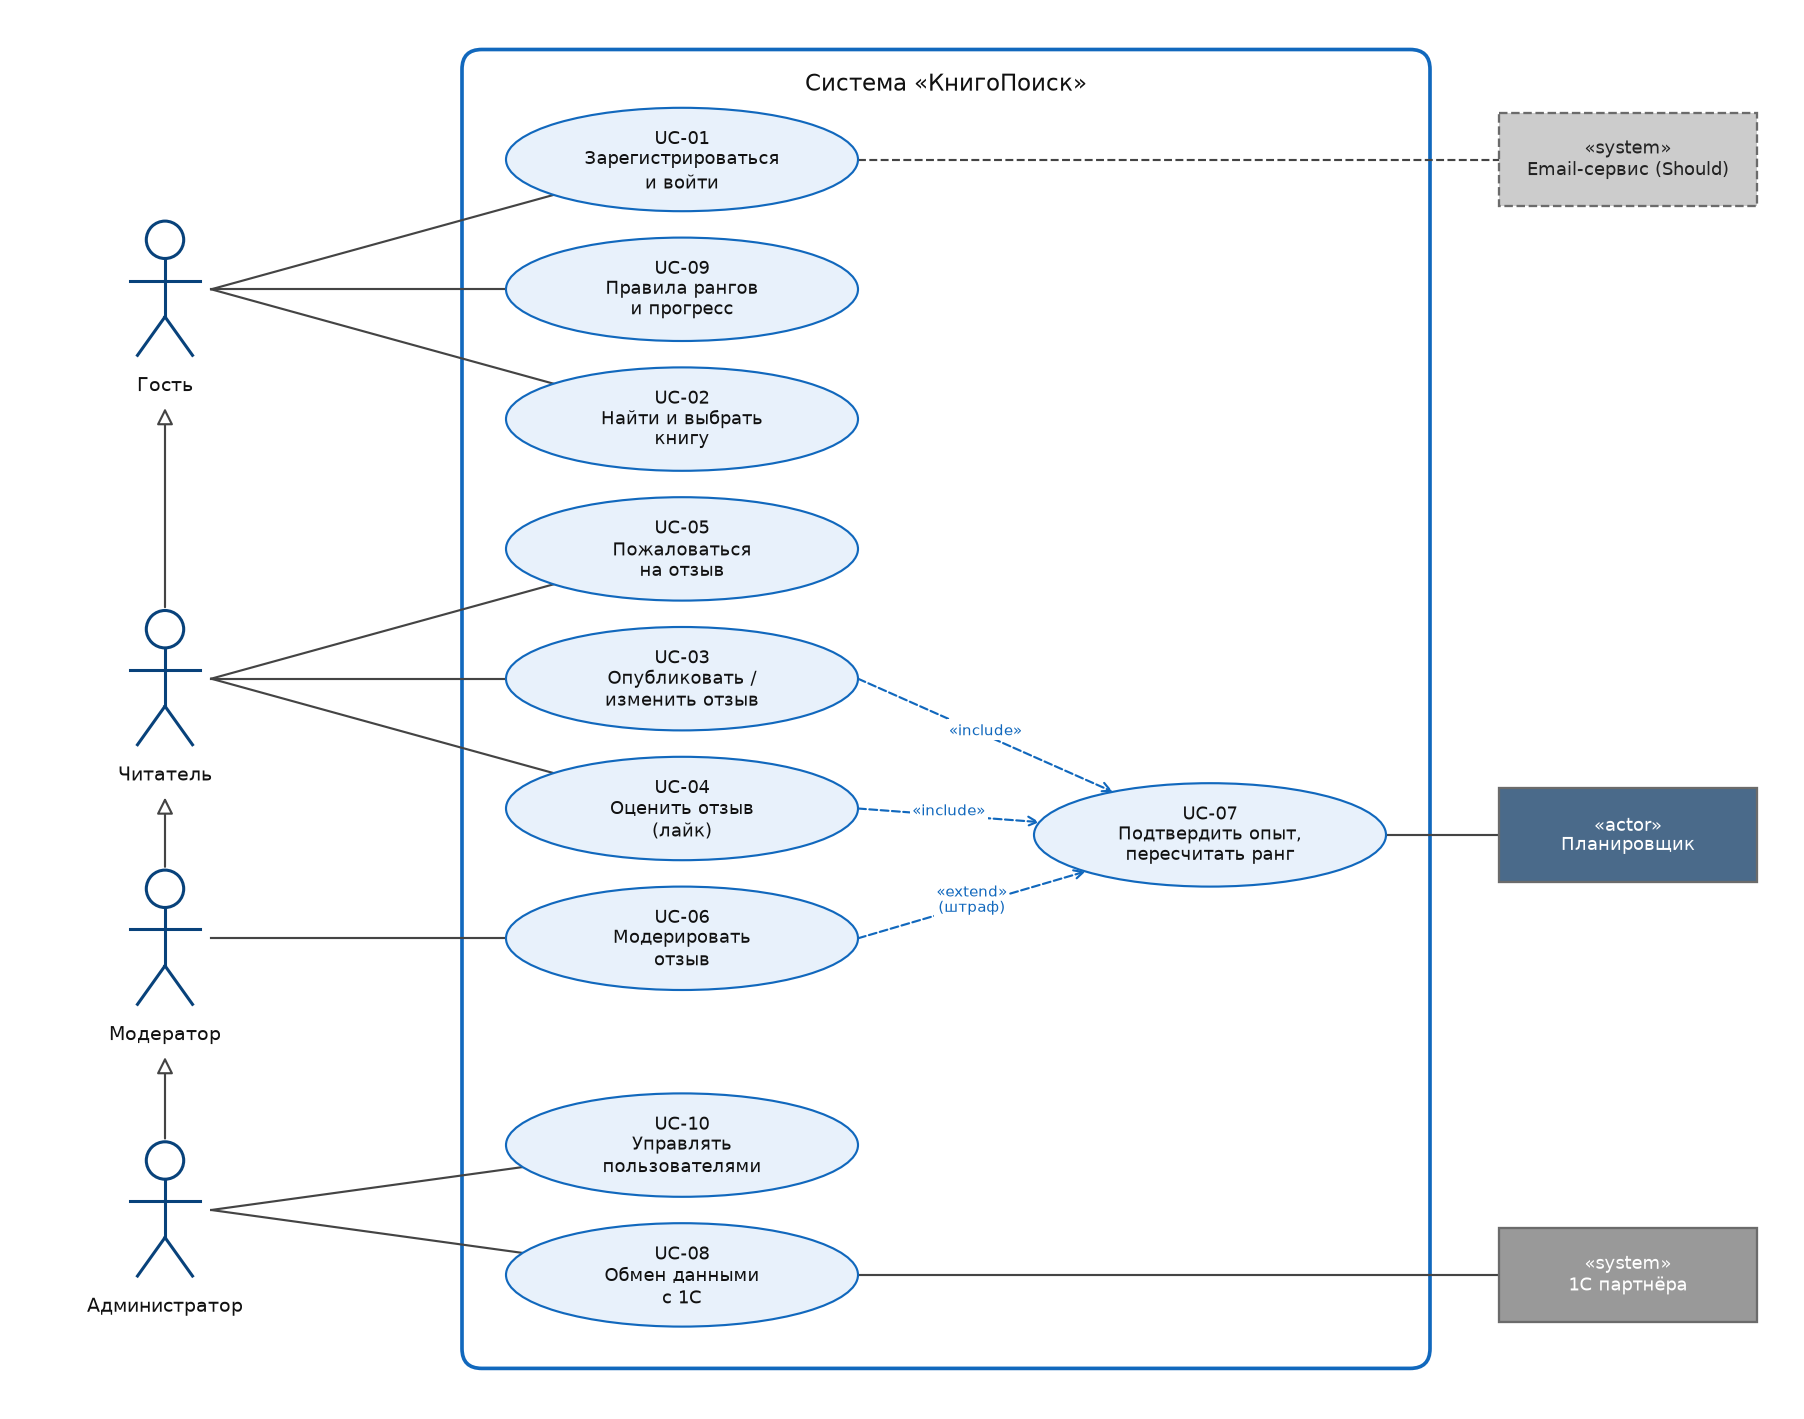 Система «КнигоПоиск»
UC-01
Зарегистрироваться
и войти
«system»
Email-сервис (Should)
UC-09
Правила рангов
и прогресс
Гость
UC-02
Найти и выбрать
книгу
UC-05
Пожаловаться
на отзыв
UC-03
Опубликовать /
изменить отзыв
«include»
Читатель
UC-04
Оценить отзыв
(лайк)
«include»
UC-07
Подтвердить опыт,
пересчитать ранг
«actor»
Планировщик
«extend»
(штраф)
UC-06
Модерировать
отзыв
Модератор
UC-10
Управлять
пользователями
UC-08
Обмен данными
с 1С
«system»
1С партнёра
Администратор